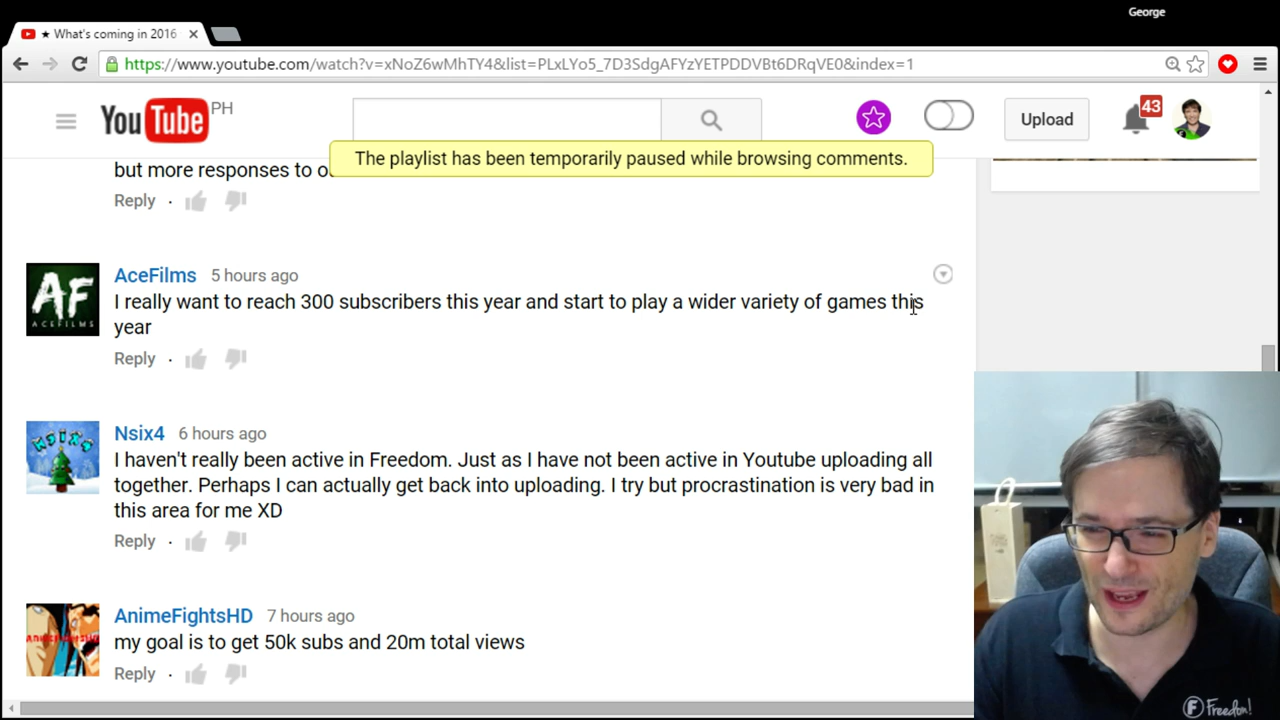 George
★ What's coming in 2016
https://www.youtube.com/watch?v=xNoZ6wMhTY4&list=PLxLYo5_7D3SdgAFYzYETPDDVBt6DRqVE0&index=1
YouTube PH
Upload
43
The playlist has been temporarily paused while browsing comments.
but more responses to
Reply ·
AF
ACEFILMS
AceFilms 5 hours ago
I really want to reach 300 subscribers this year and start to play a wider variety of games this
year
Reply ·
NSIX4
Nsix4 6 hours ago
I haven't really been active in Freedom. Just as I have not been active in Youtube uploading all
together. Perhaps I can actually get back into uploading. I try but procrastination is very bad in
this area for me XD
Reply ·
AnimeFightsHD 7 hours ago
my goal is to get 50k subs and 20m total views
Reply ·
Freedom!